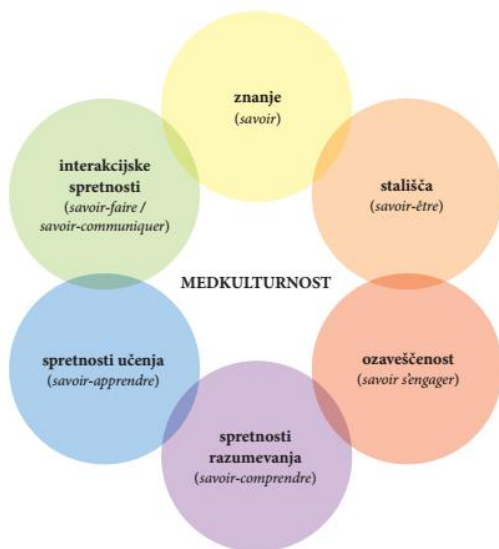 znanje
(savoir)
interakcijske
spretnosti
(savoir-faire /
savoir-communiquer)
stališča
(savoir-être)
MEDKULTURNOST
spretnosti učenja
(savoir-apprendre)
ozaveščenost
(savoir s'engager)
spretnosti
razumevanja
(savoir-comprendre)